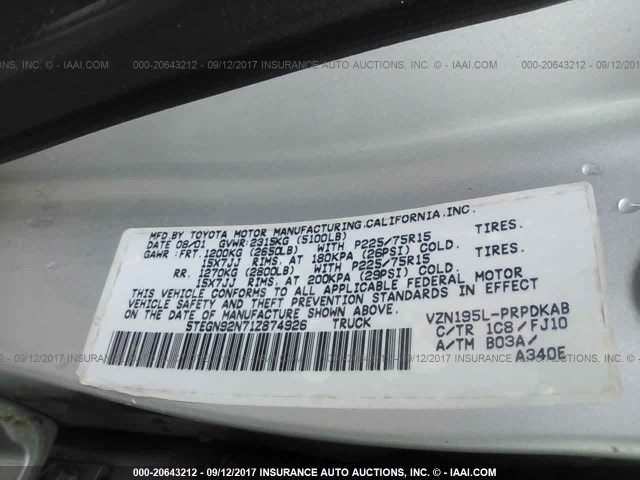 INC. - IAAI.COM
000-20643212 - 09/12/2017 INSURANCE AUTO AUCTIONS, INC. - IAAI.COM
000-20643212 - 09/
MFD. BY TOYOTA MOTOR MANUFACTURING, CALIFORNIA, INC.
DATE 08/01 GVWR: 2315KG (5100LB)
GAWR : FRT. 1200KG (2650LB) WITH P225/75R15 TIRES.
15X7JJ RIMS, AT 180KPA (26PSI) COLD.
RR. 1270KG (2800LB) WITH P225/75R15 TIRES.
15X7JJ RIMS, AT 200KPA (29PSI) COLD.
THIS VEHICLE CONFORMS TO ALL APPLICABLE FEDERAL MOTOR
VEHICLE SAFETY AND THEFT PREVENTION STANDARDS IN EFFECT
ON THE DATE OF MANUFACTURE SHOWN ABOVE.
5TEGN92N71Z874926 TRUCK
VZN195L-PRPDKAB
C/TR 1C8/FJ10
A/TM B03A/
A340E
000-20643212 - 09/12/2017 INSURANCE AUTO AUCTIONS, INC. - IAAI.COM